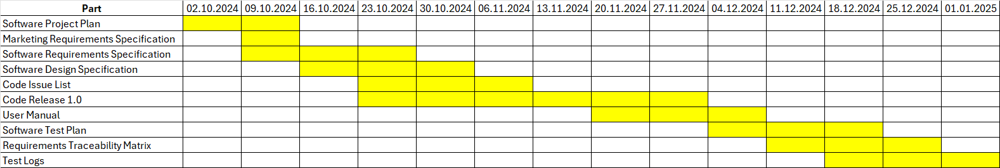 Part 02.10.2024 09.10.2024 16.10.2024 23.10.2024 30.10.2024 06.11.2024 13.11.2024 20.11.2024 27.11.2024 04.12.2024 11.12.2024 18.12.2024 25.12.2024 01.01.2025
Software Project Plan
Marketing Requirements Specification
Software Requirements Specification
Software Design Specification
Code Issue List
Code Release 1.0
User Manual
Software Test Plan
Requirements Traceability Matrix
Test Logs